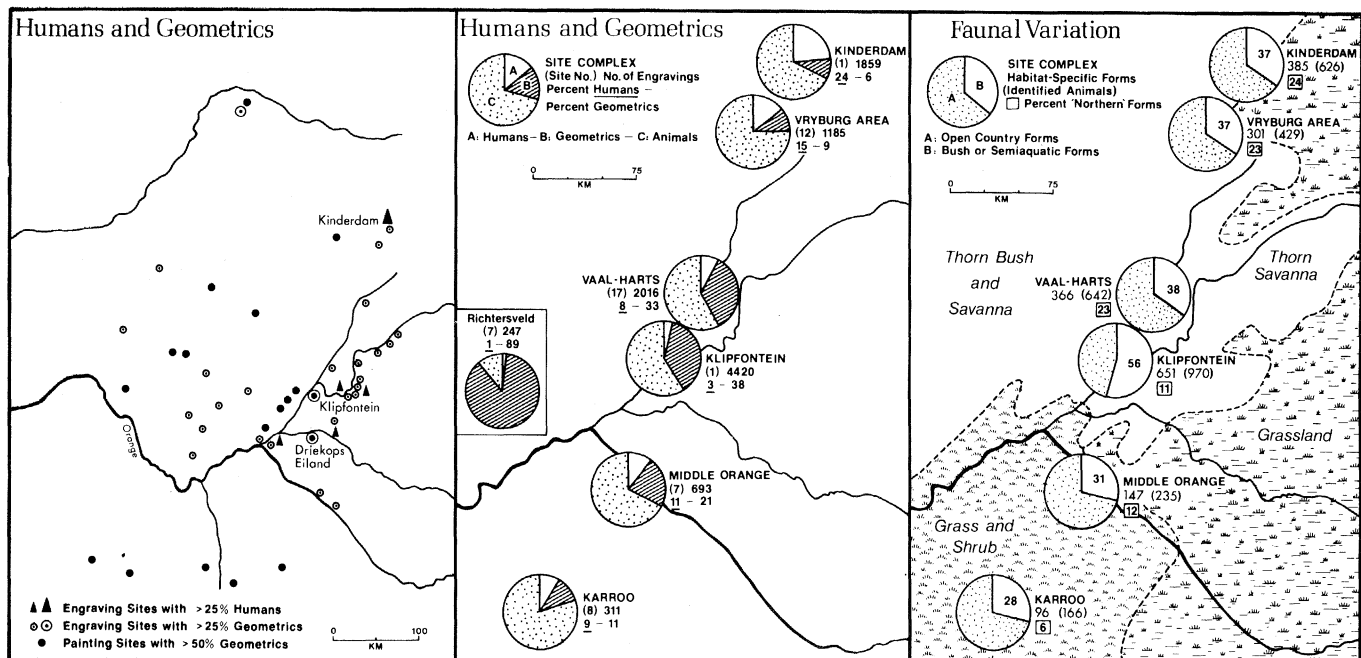 Humans and Geometrics
Kinderdam
Klipfontein
Driekops
Eiland
Orange
Engraving Sites with >25% Humans
Engraving Sites with >25% Geometrics
Painting Sites with >50% Geometrics
0 100
KM
Humans and Geometrics
A
B
C
SITE COMPLEX
(Site No.) No. of Engravings
Percent Humans –
Percent Geometrics
A: Humans – B: Geometrics – C: Animals
0 75
KM
KINDERDAM
(1) 1859
24 – 6
VRYBURG AREA
(12) 1185
15 – 9
VAAL-HARTS
(17) 2016
8 – 33
Richtersveld
(7) 247
1 – 89
KLIPFONTEIN
(1) 4420
3 – 38
MIDDLE ORANGE
(7) 693
11 – 21
KARROO
(8) 311
9 – 11
Faunal Variation
A
B
SITE COMPLEX
Habitat-Specific Forms
(Identified Animals)
Percent 'Northern' Forms
A: Open Country Forms
B: Bush or Semiaquatic Forms
0 75
KM
37
KINDERDAM
385 (626)
24
37
VRYBURG AREA
301 (429)
23
Thorn Bush
and
Savanna
Thorn
Savanna
VAAL-HARTS
366 (642)
23
38
56
KLIPFONTEIN
651 (970)
11
Grassland
31
MIDDLE ORANGE
147 (235)
12
Grass and
Shrub
28
KARROO
96 (166)
6